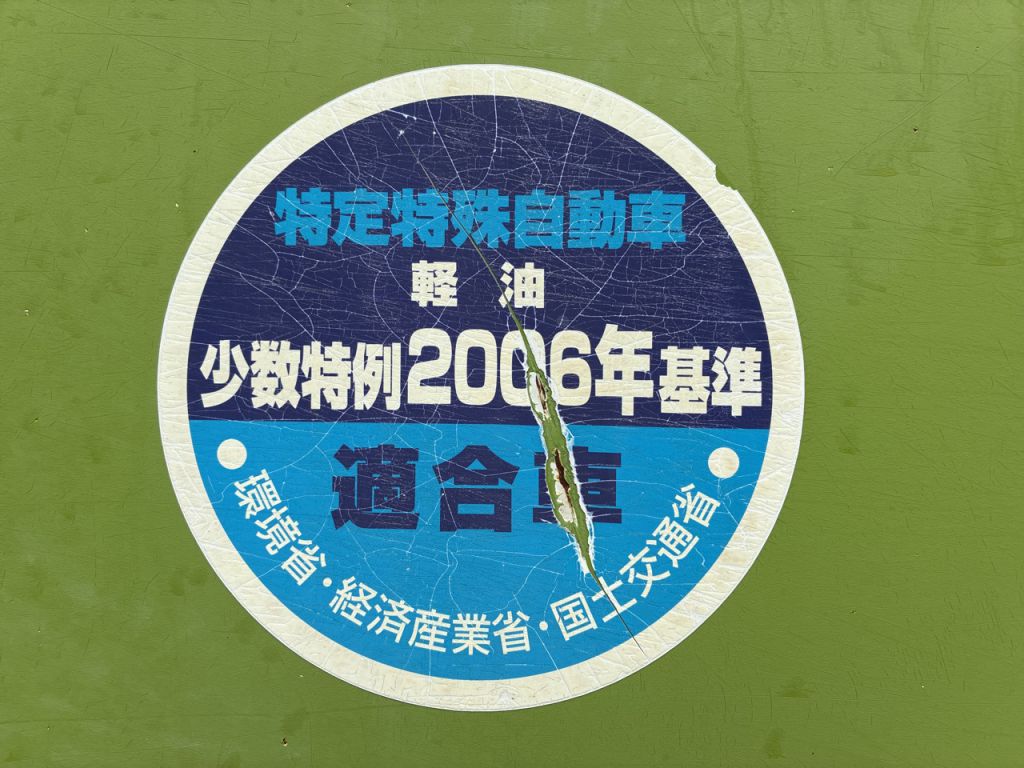 特定特殊自動車
軽油
少数特例2006年基準
適合車
環境省・経済産業省・国土交通省